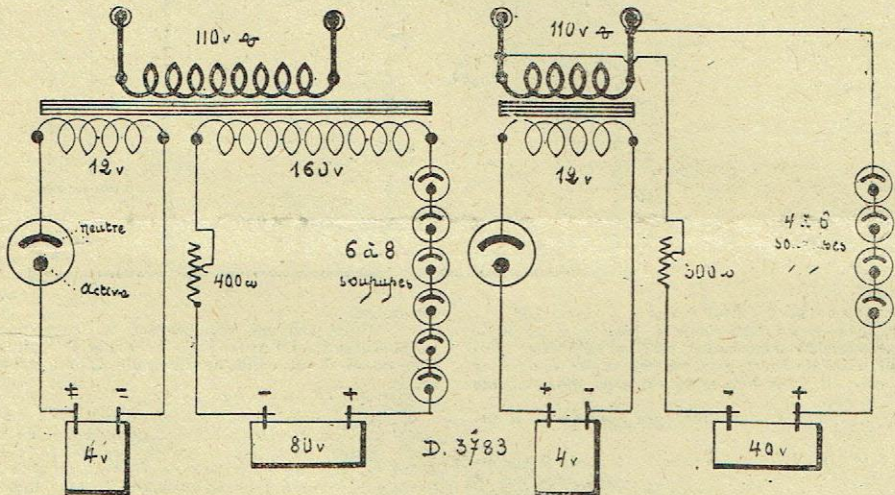 110v
110v
12v
160v
12v
neutre
active
400ω
6 à 8
soupapes
4 à 6
300ω
+ -
- +
+ -
- +
4v
80v
D. 3783
4v
40v